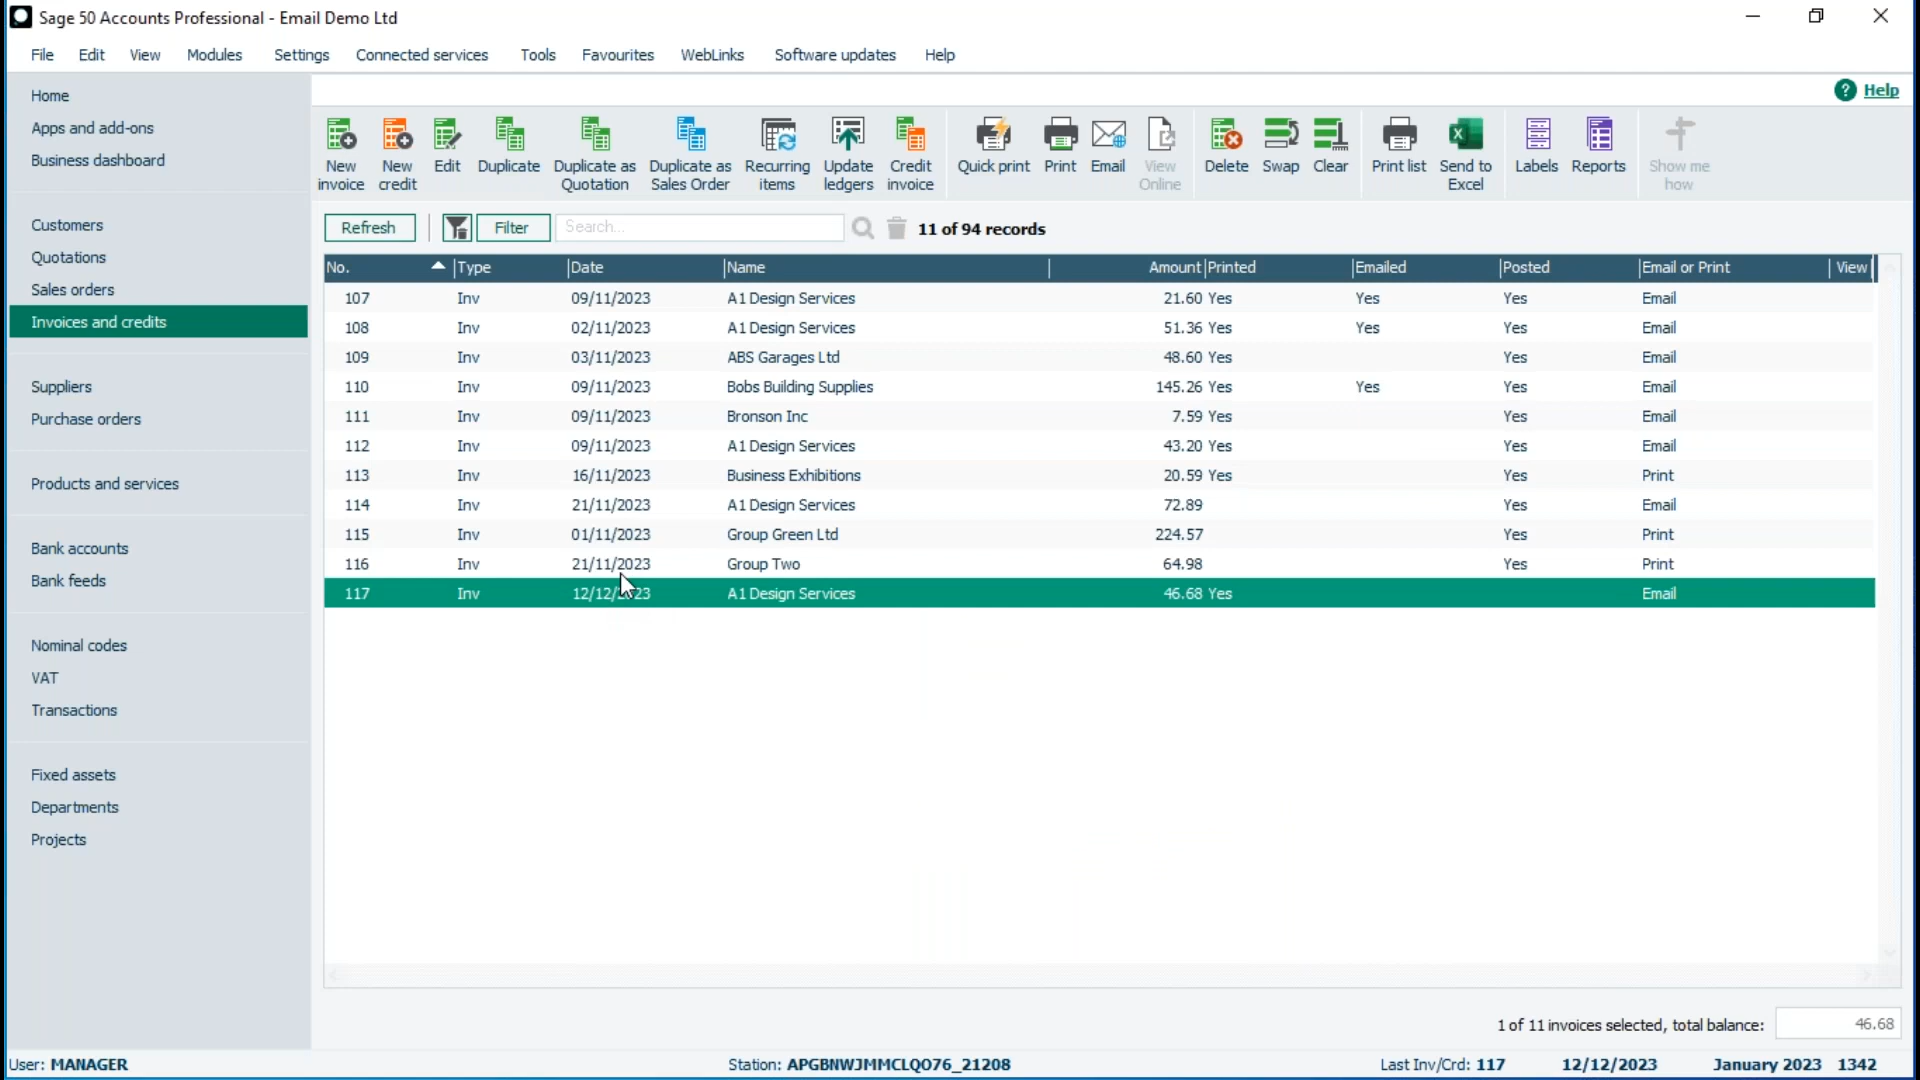 Sage 50 Accounts Professional - Email Demo Ltd
File Edit View Modules Settings Connected services Tools Favourites WebLinks Software updates Help
Home
Apps and add-ons
Business dashboard
Customers
Quotations
Sales orders
Invoices and credits
Suppliers
Purchase orders
Products and services
Bank accounts
Bank feeds
Nominal codes
VAT
Transactions
Fixed assets
Departments
Projects
? Help
New invoice
New credit
Edit
Duplicate
Duplicate as Quotation
Duplicate as Sales Order
Recurring items
Update ledgers
Credit invoice
Quick print
Print
Email
View Online
Delete
Swap
Clear
Print list
Send to Excel
Labels
Reports
Show me how
Refresh Filter Search... 11 of 94 records
No. Type Date Name Amount Printed Emailed Posted Email or Print View
107 Inv 09/11/2023 A1 Design Services 21.60 Yes Yes Yes Email
108 Inv 02/11/2023 A1 Design Services 51.36 Yes Yes Yes Email
109 Inv 03/11/2023 ABS Garages Ltd 48.60 Yes Yes Email
110 Inv 09/11/2023 Bobs Building Supplies 145.26 Yes Yes Yes Email
111 Inv 09/11/2023 Bronson Inc 7.59 Yes Yes Email
112 Inv 09/11/2023 A1 Design Services 43.20 Yes Yes Email
113 Inv 16/11/2023 Business Exhibitions 20.59 Yes Yes Print
114 Inv 21/11/2023 A1 Design Services 72.89 Yes Email
115 Inv 01/11/2023 Group Green Ltd 224.57 Yes Print
116 Inv 21/11/2023 Group Two 64.98 Yes Print
117 Inv 12/12/2023 A1 Design Services 46.68 Yes Email
1 of 11 invoices selected, total balance: 46.68
User: MANAGER Station: APGBNWJMMCLQO76_21208 Last Inv/Crd: 117 12/12/2023 January 2023 1342